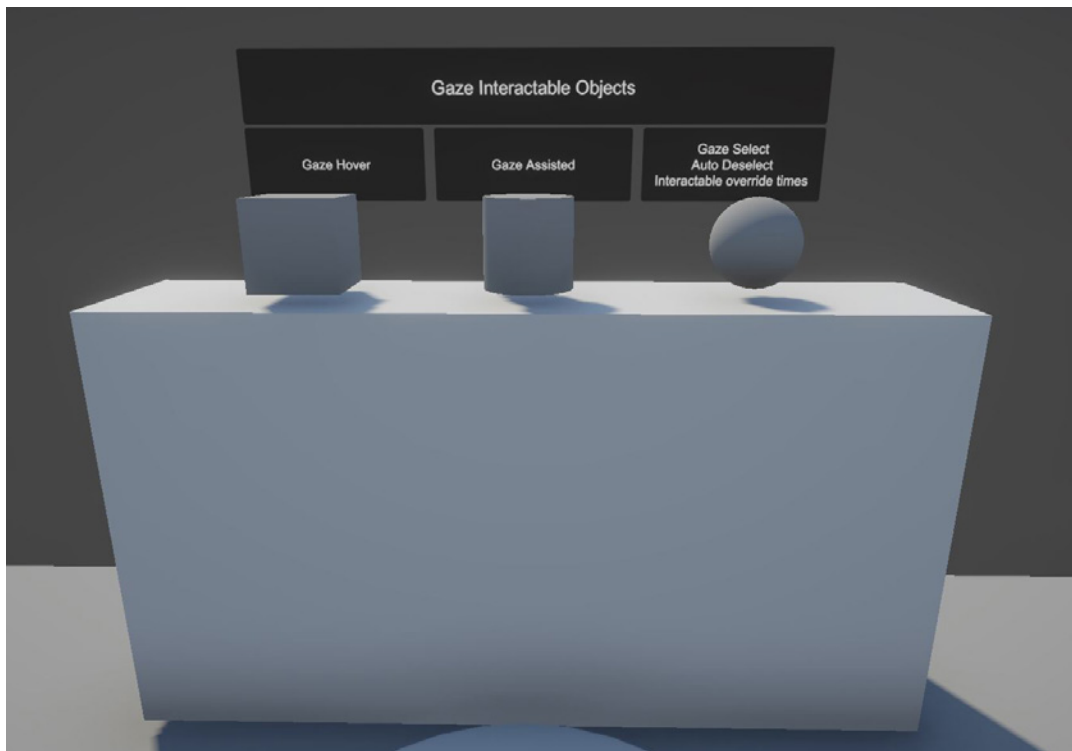 Gaze Interactable Objects
Gaze Hover
Gaze Assisted
Gaze Select
Auto Deselect
Interactable override times